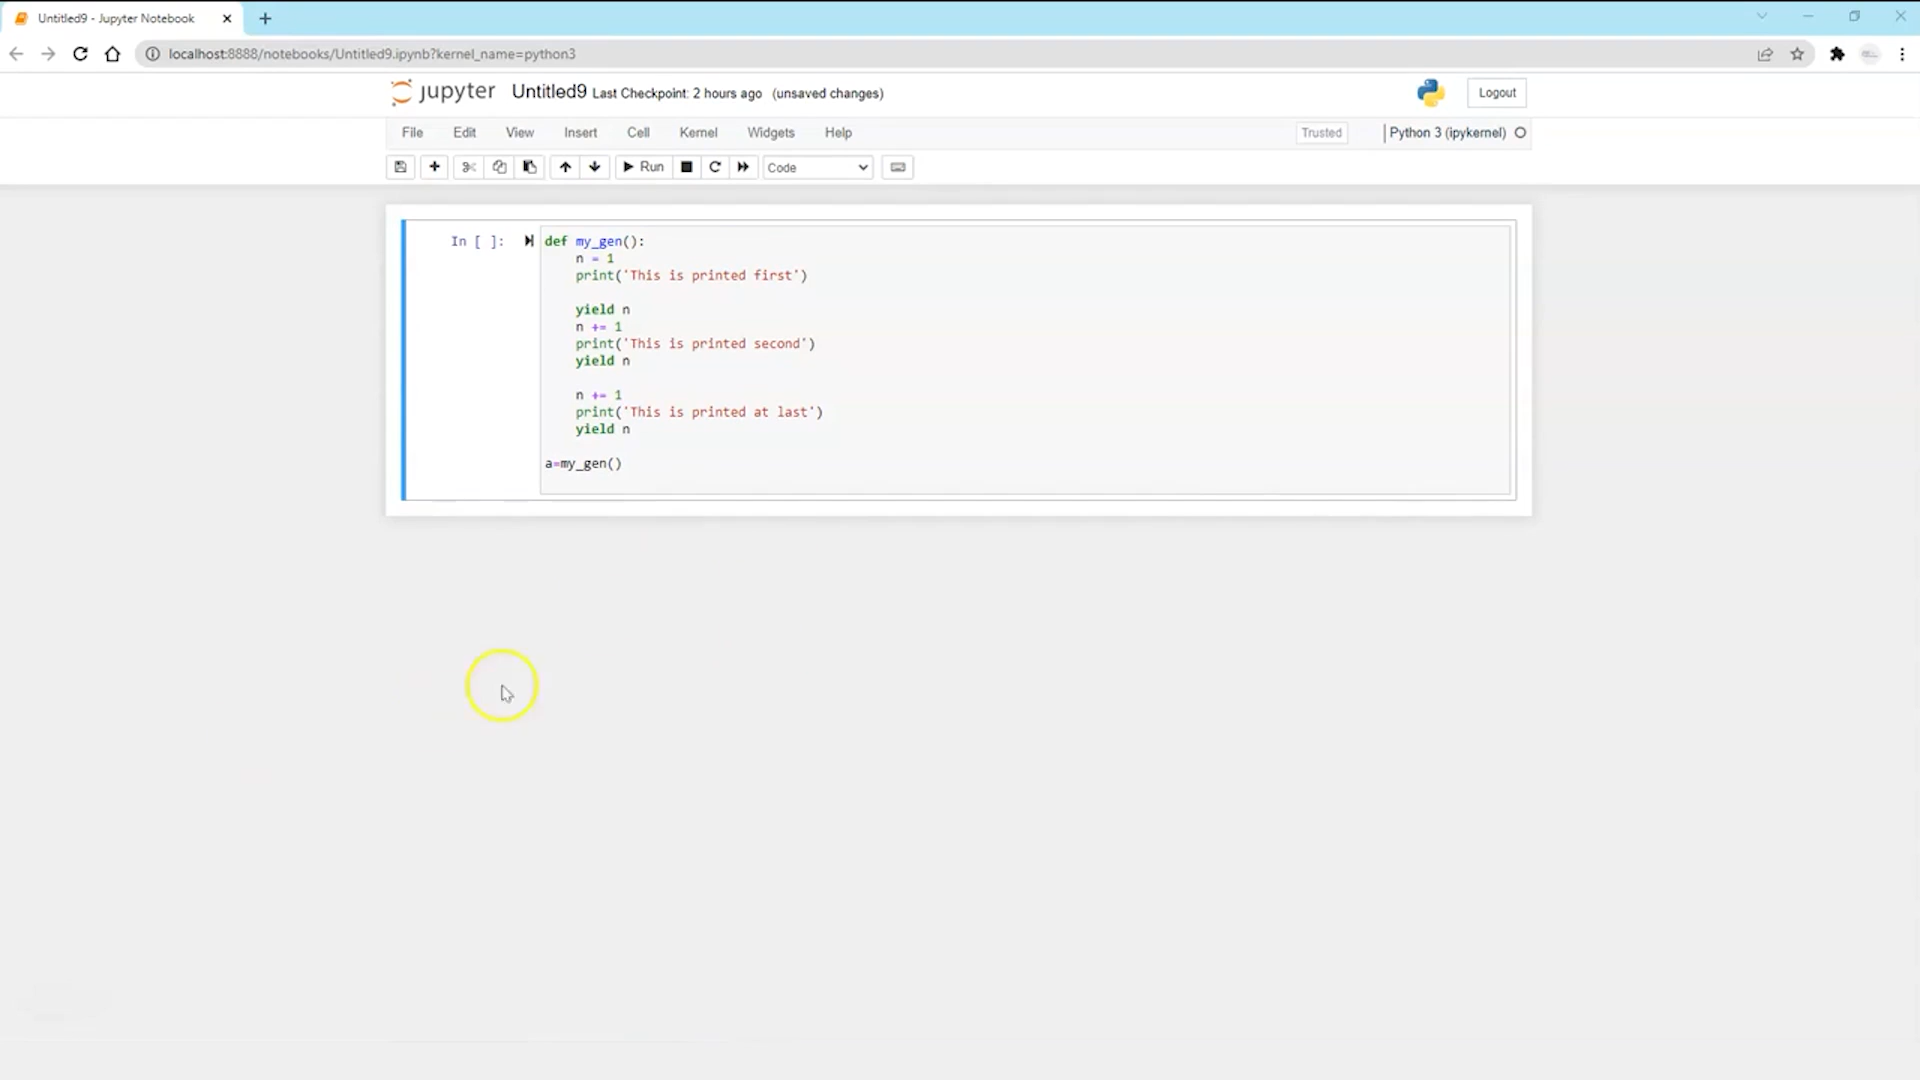 Untitled9 - Jupyter Notebook
localhost:8888/notebooks/Untitled9.ipynb?kernel_name=python3
jupyter Untitled9 Last Checkpoint: 2 hours ago (unsaved changes) Logout
File Edit View Insert Cell Kernel Widgets Help Trusted Python 3 (ipykernel)
Run Code
In [ ]: def my_gen():
n = 1
print('This is printed first')
yield n
n += 1
print('This is printed second')
yield n
n += 1
print('This is printed at last')
yield n
a=my_gen()